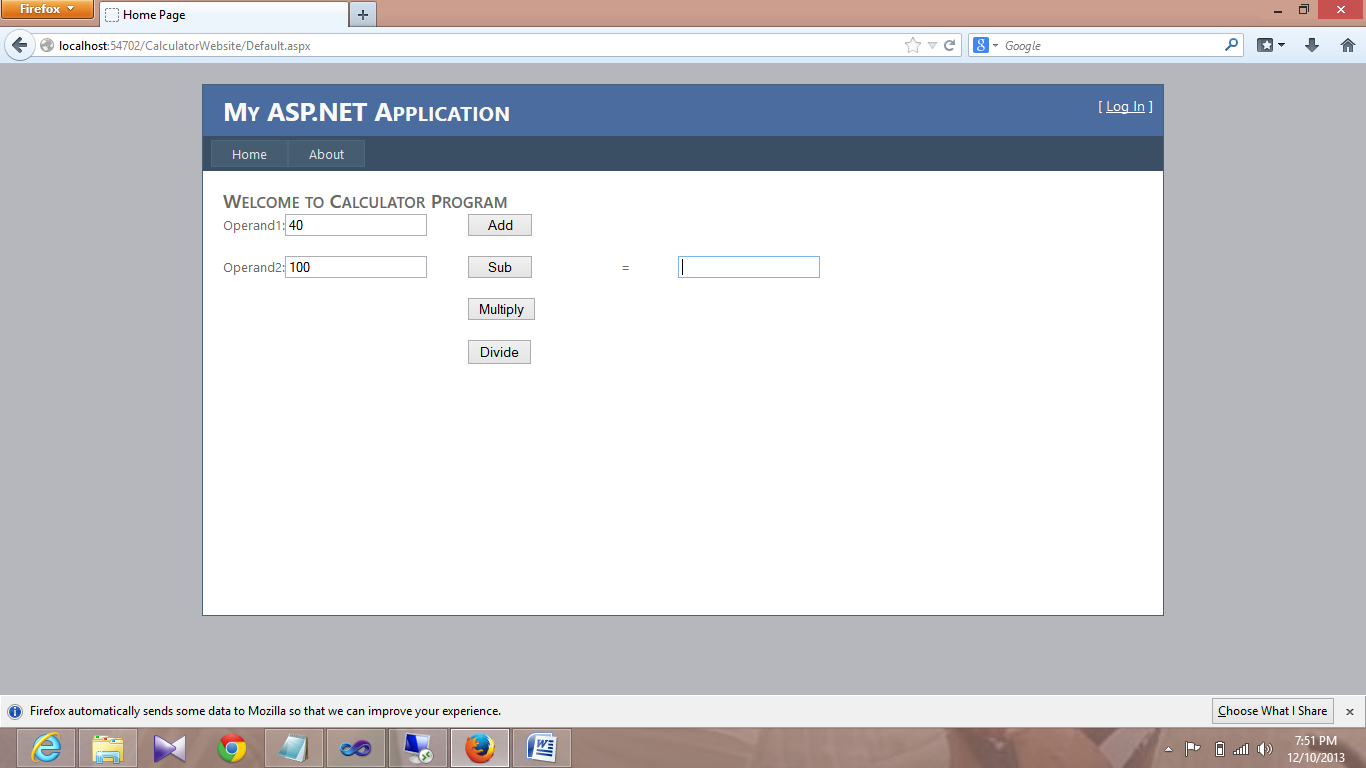 Firefox
Home Page
localhost:54702/CalculatorWebsite/Default.aspx
Google
My ASP.NET Application
[ Log In ]
Home
About
Welcome to Calculator Program
Operand1: 40
Add
Operand2: 100
Sub
=
Multiply
Divide
Firefox automatically sends some data to Mozilla so that we can improve your experience.
Choose What I Share
7:51 PM
12/10/2013